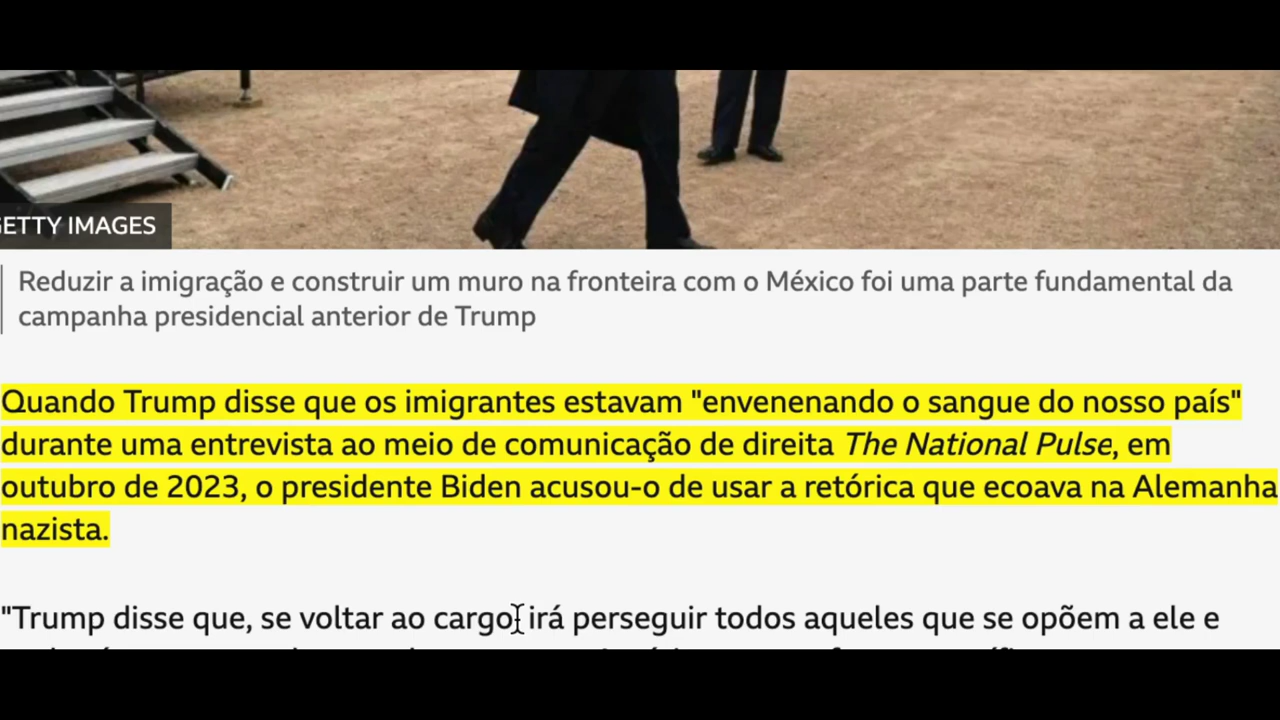 GETTY IMAGES
Reduzir a imigração e construir um muro na fronteira com o México foi uma parte fundamental da
campanha presidencial anterior de Trump
Quando Trump disse que os imigrantes estavam "envenenando o sangue do nosso país"
durante uma entrevista ao meio de comunicação de direita The National Pulse, em
outubro de 2023, o presidente Biden acusou-o de usar a retórica que ecoava na Alemanha
nazista.
"Trump disse que, se voltar ao cargo, irá perseguir todos aqueles que se opõem a ele e